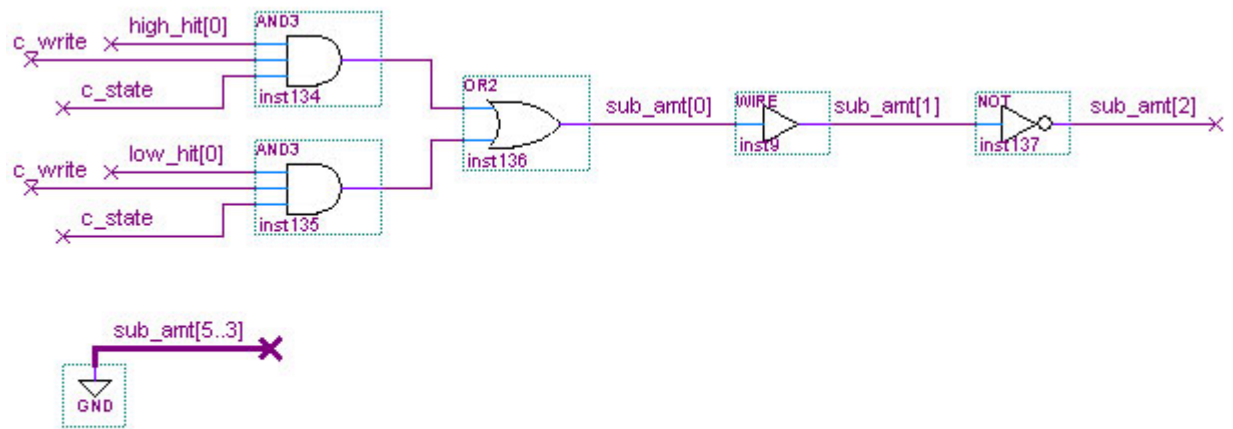 high_hit[0]
AND3
c_write
c_state
inst134
OR2
sub_amt[0]
WIRE
sub_amt[1]
NOT
sub_amt[2]
low_hit[0]
AND3
inst136
inst9
inst137
c_write
c_state
inst135
sub_amt[5..3]
GND